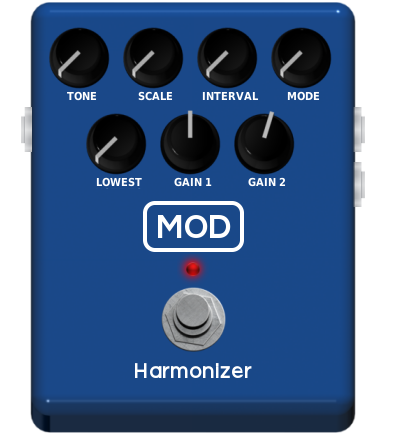 TONE SCALE INTERVAL MODE
LOWEST GAIN 1 GAIN 2
MOD
HarmonIzer